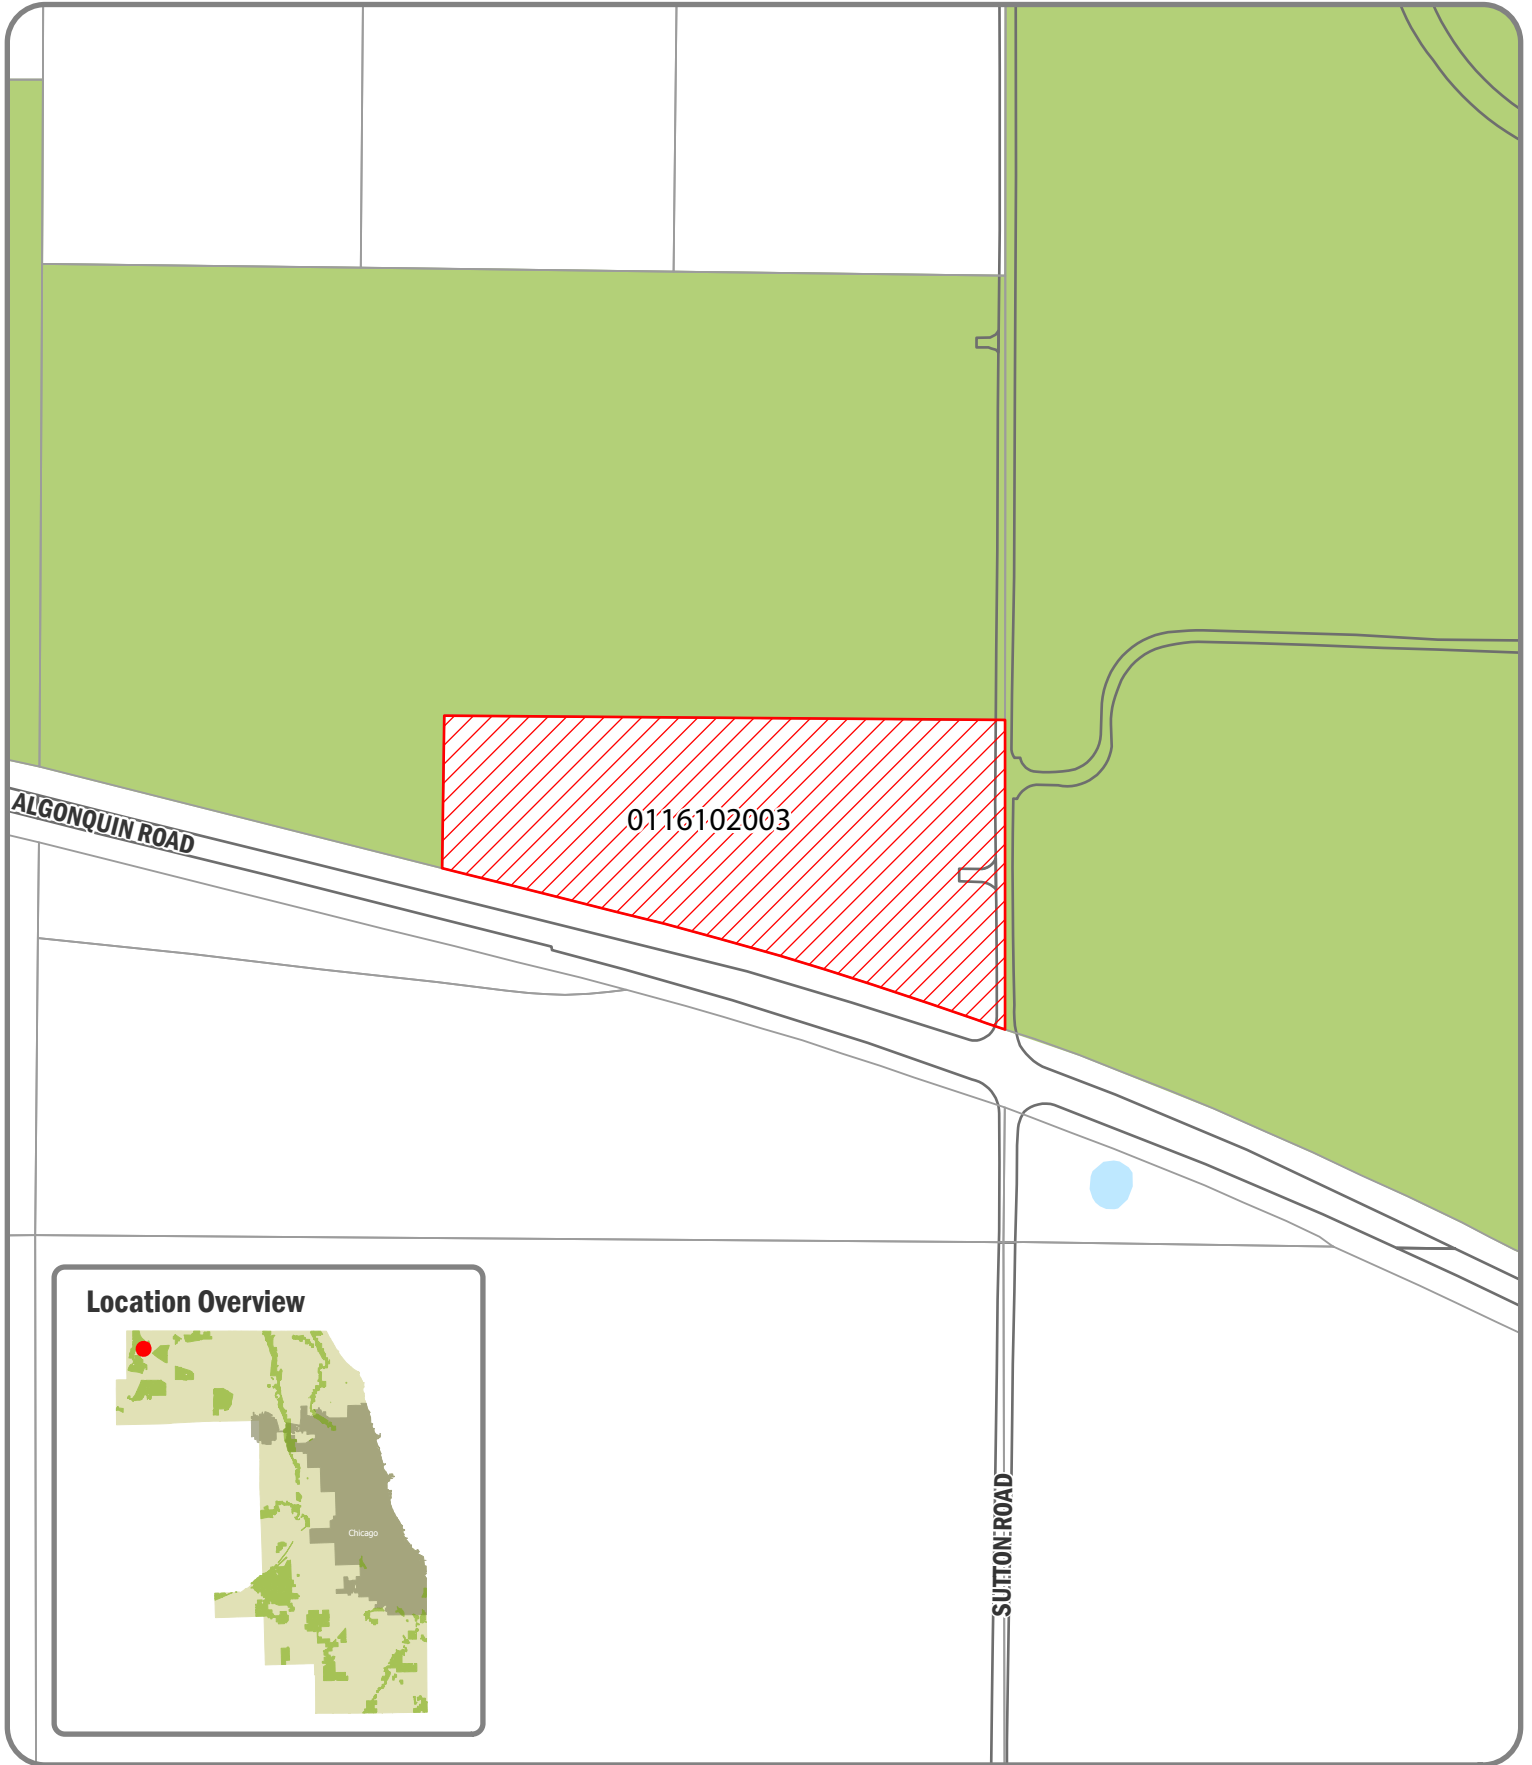 0116102003
ALGONQUIN ROAD
Location Overview
Chicago
SUTTON ROAD